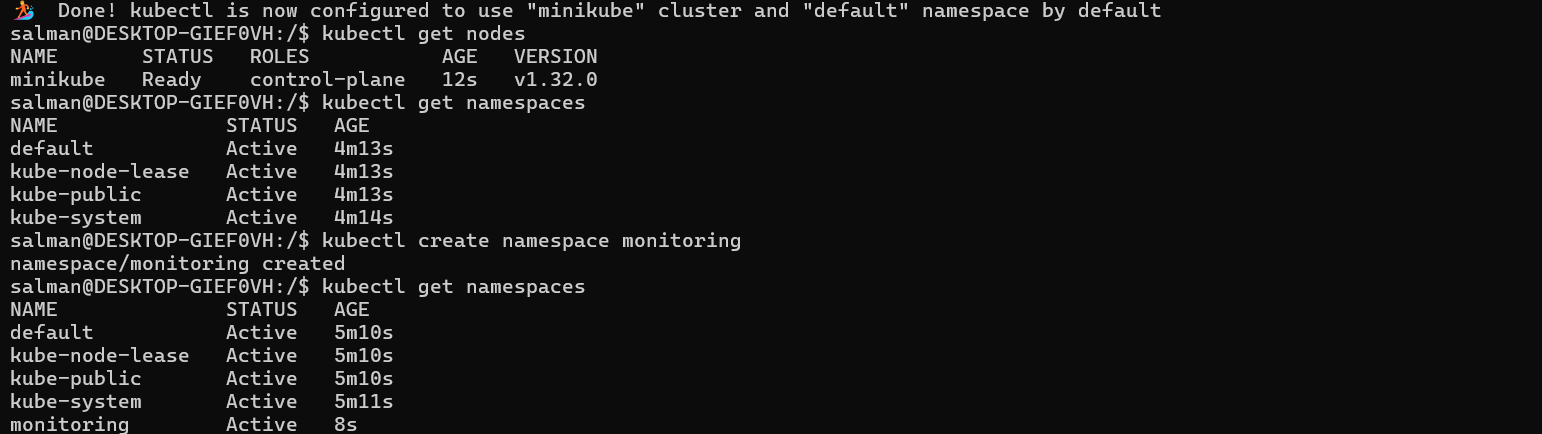 🏄 Done! kubectl is now configured to use "minikube" cluster and "default" namespace by default
salman@DESKTOP-GIEF0VH:/$ kubectl get nodes
NAME       STATUS   ROLES           AGE   VERSION
minikube   Ready    control-plane   12s   v1.32.0
salman@DESKTOP-GIEF0VH:/$ kubectl get namespaces
NAME              STATUS   AGE
default           Active   4m13s
kube-node-lease   Active   4m13s
kube-public       Active   4m13s
kube-system       Active   4m14s
salman@DESKTOP-GIEF0VH:/$ kubectl create namespace monitoring
namespace/monitoring created
salman@DESKTOP-GIEF0VH:/$ kubectl get namespaces
NAME              STATUS   AGE
default           Active   5m10s
kube-node-lease   Active   5m10s
kube-public       Active   5m10s
kube-system       Active   5m11s
monitoring        Active   8s